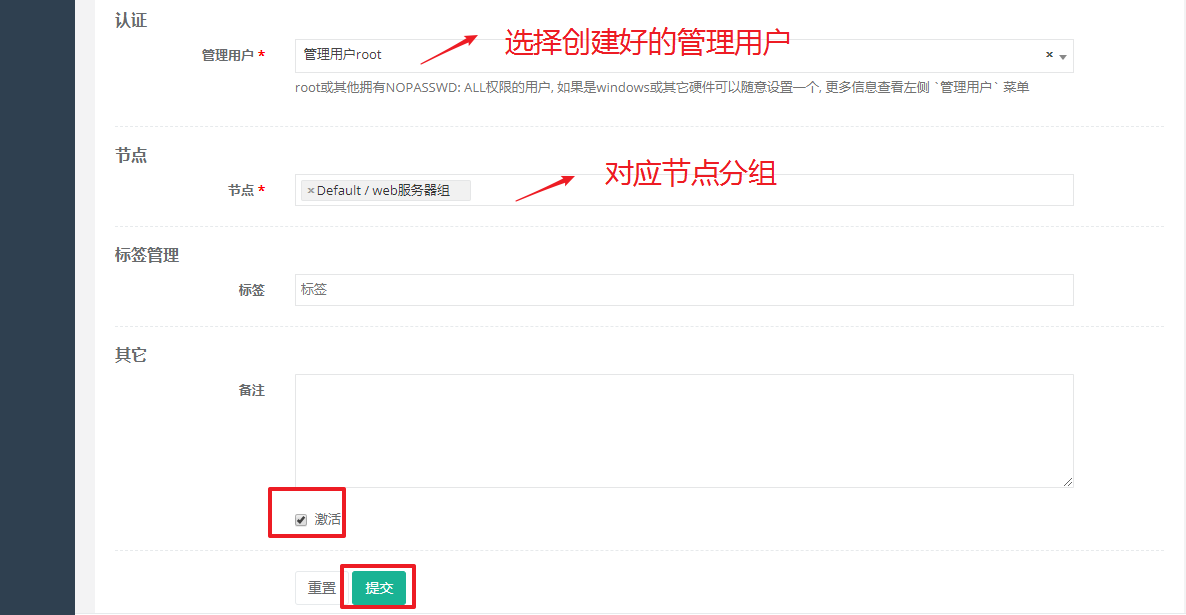 认证
管理用户 *
管理用户root
× 
选择创建好的管理用户
root或其他拥有NOPASSWD: ALL权限的用户, 如果是windows或其它硬件可以随意设置一个, 更多信息查看左侧 `管理用户` 菜单
节点
节点 *
×Default / web服务器组
对应节点分组
标签管理
标签
标签
其它
备注
激活
重置
提交